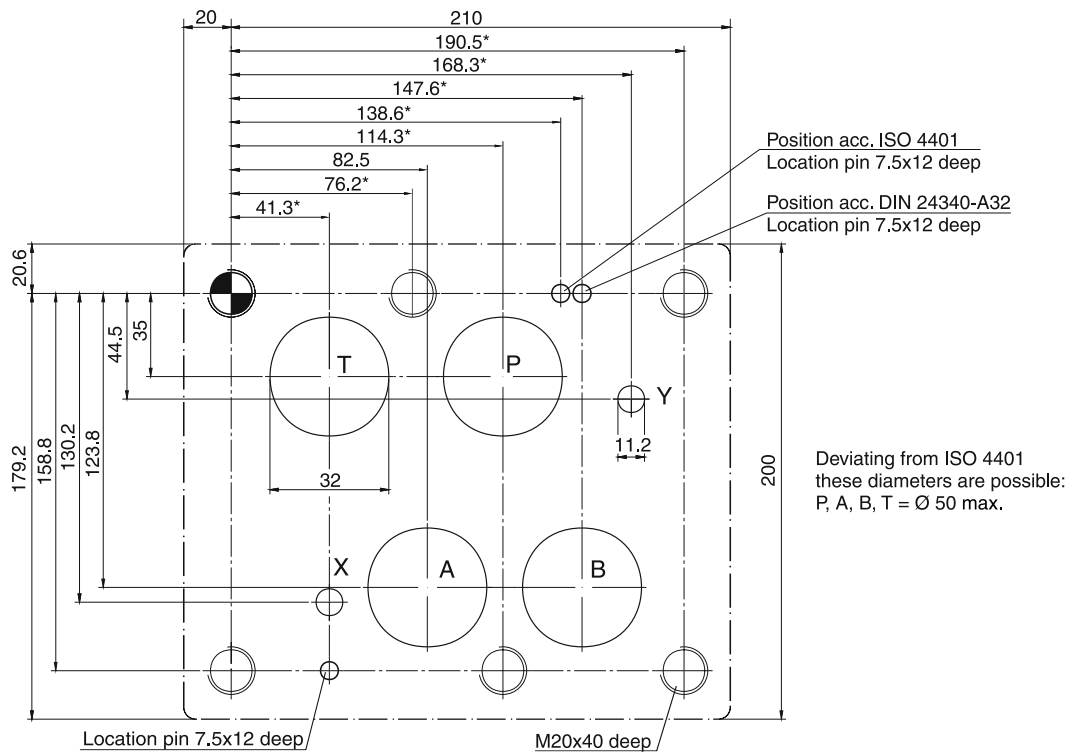 20
210
190.5*
168.3*
147.6*
138.6*
114.3*
82.5
76.2*
41.3*
Position acc. ISO 4401
Location pin 7.5x12 deep
Position acc. DIN 24340-A32
Location pin 7.5x12 deep
20.6
35
44.5
T
P
Y
11.2
32
179.2
158.8
130.2
123.8
200
Deviating from ISO 4401
these diameters are possible:
P, A, B, T = Ø 50 max.
X
A
B
Location pin 7.5x12 deep
M20x40 deep